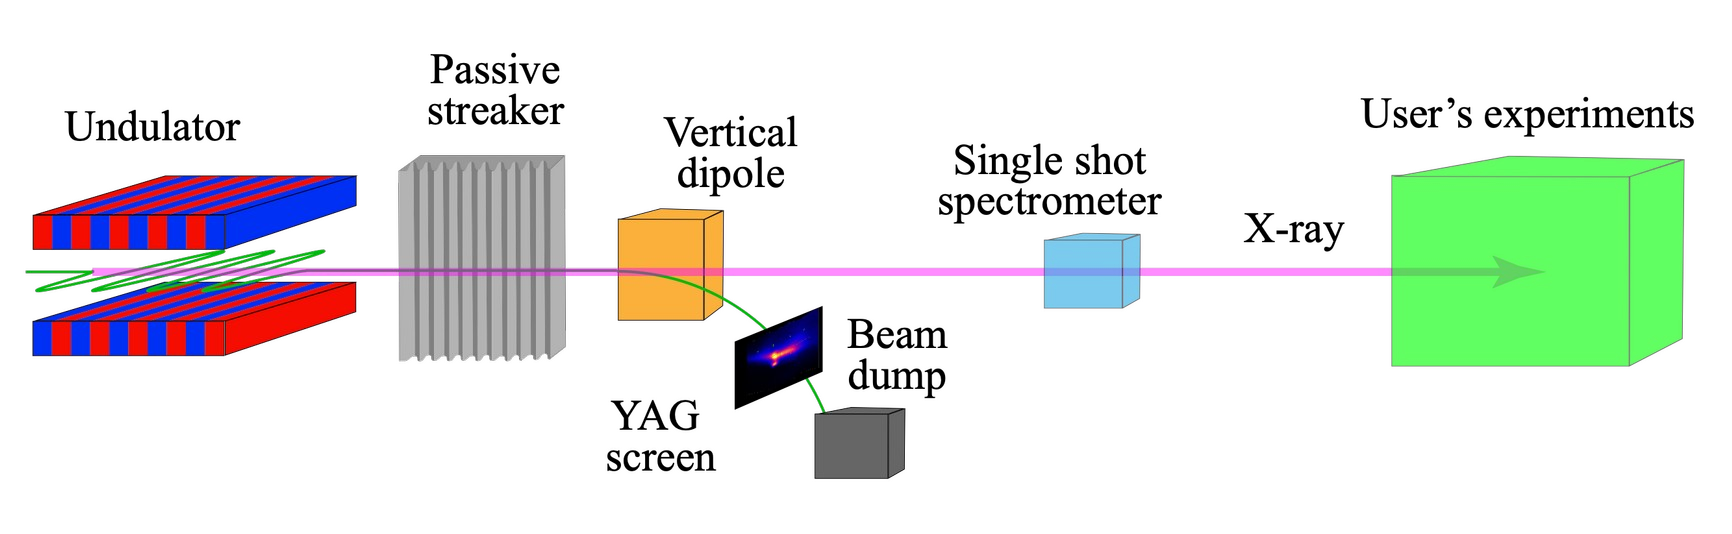 Undulator
Passive
streaker
Vertical
dipole
YAG
screen
Beam
dump
Single shot
spectrometer
X-ray
User’s experiments